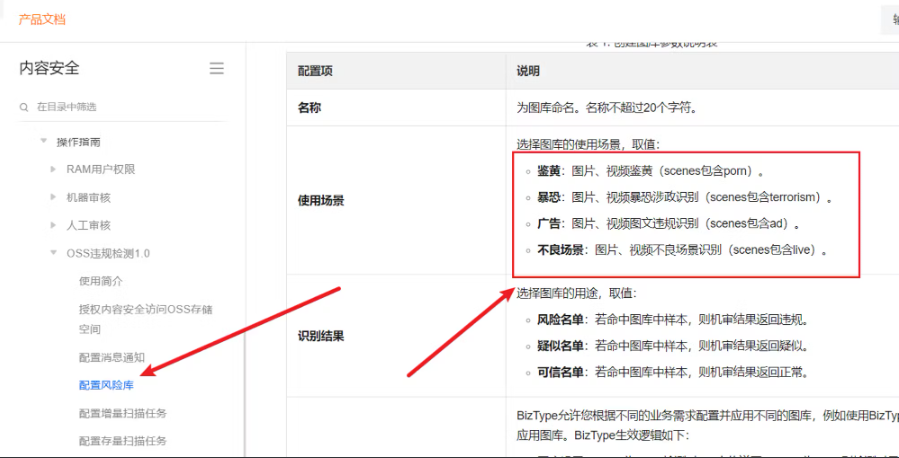 产品文档
内容安全
在目录中筛选
操作指南
RAM用户权限
机器审核
人工审核
OSS违规检测1.0
使用简介
授权内容安全访问OSS存储
空间
配置消息通知
配置风险库
配置增量扫描任务
配置存量扫描任务
表 1. 创建图库参数说明表
配置项
说明
名称
为图库命名。名称不超过20个字符。
使用场景
选择图库的使用场景，取值：
鉴黄：图片、视频鉴黄（scenes包含porn）。
暴恐：图片、视频暴恐涉政识别（scenes包含terrorism）。
广告：图片、视频图文违规识别（scenes包含ad）。
不良场景：图片、视频不良场景识别（scenes包含live）。
识别结果
选择图库的用途，取值：
风险名单：若命中图库中样本，则机审结果返回违规。
疑似名单：若命中图库中样本，则机审结果返回疑似。
可信名单：若命中图库中样本，则机审结果返回正常。
BizType允许您根据不同的业务需求配置并应用不同的图库，例如使用BizTyp
应用图库。BizType生效逻辑如下：